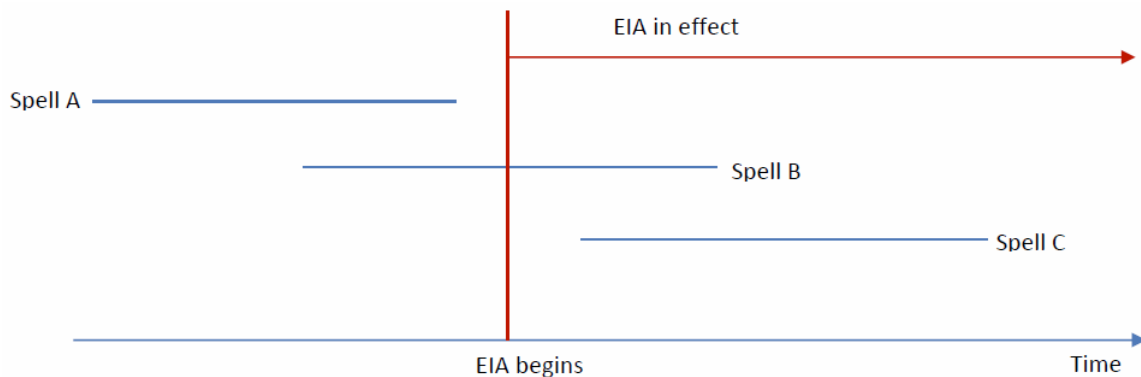 EIA in effect
Spell A
Spell B
Spell C
EIA begins
Time